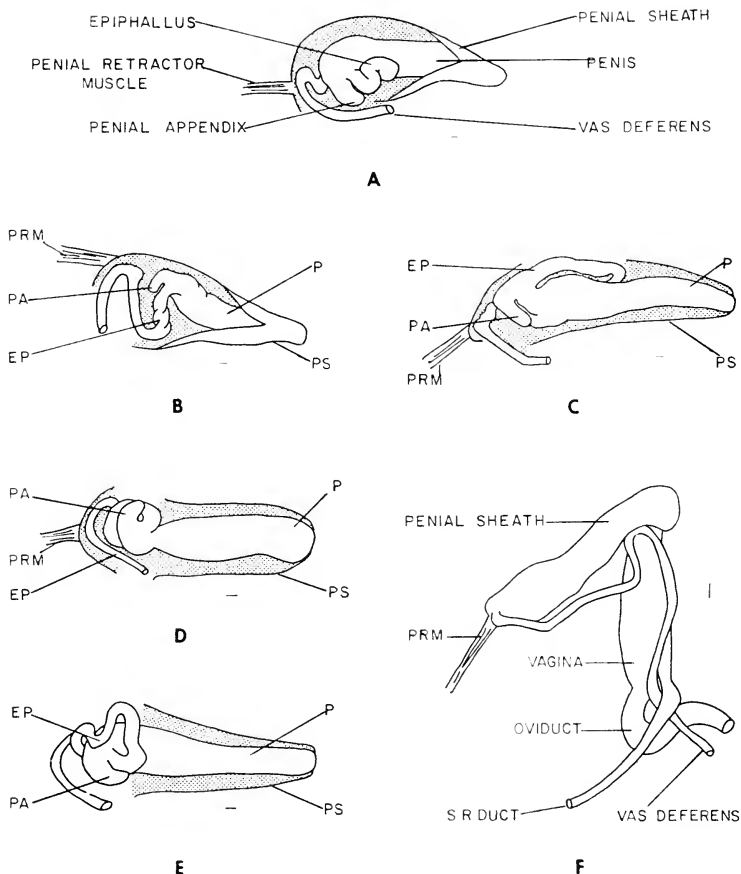 EPIPHALLUS
PENIAL SHEATH
PENIAL RETRACTOR
MUSCLE
PENIS
PENIAL APPENDIX
VAS DEFERENS
A
PRM
P
PA
EP
PS
B
EP
P
PA
PRM
PS
C
PA
P
PRM
EP
PS
D
EP
P
PA
PS
E
PENIAL SHEATH
PRM
VAGINA
OVIDUCT
S R DUCT
VAS DEFERENS
F